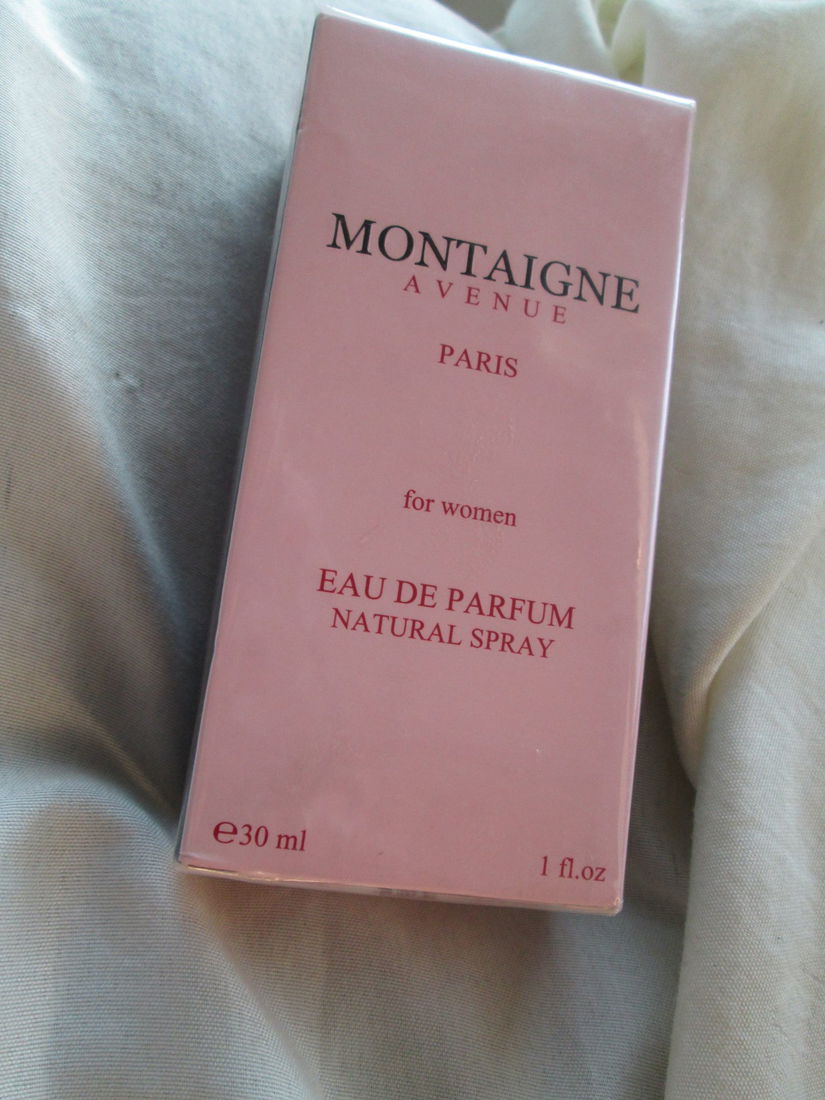 MONTAIGNE
AVENUE
PARIS
for women
EAU DE PARFUM
NATURAL SPRAY
℮30 ml
1 fl.oz